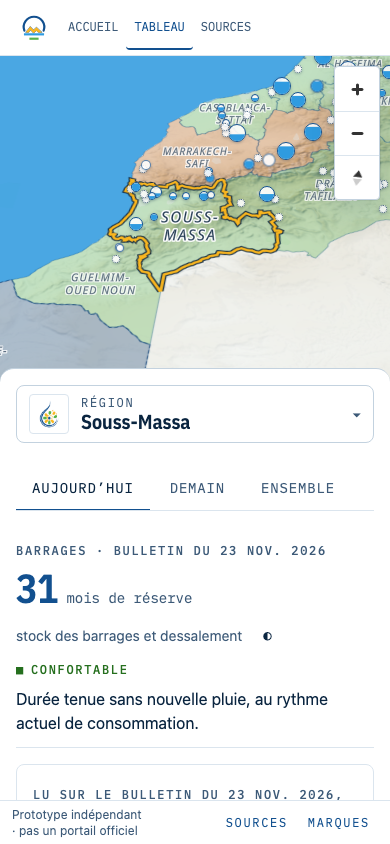 ACCUEIL TABLEAU SOURCES
CASABLANCA-
SETTAT
MARRAKECH-
SAFI
SOUSS-
MASSA
GUELMIM-
OUED NOUN
RÉGION
Souss-Massa
AUJOURD’HUI DEMAIN ENSEMBLE
BARRAGES · BULLETIN DU 23 NOV. 2026
31 mois de réserve
stock des barrages et dessalement
CONFORTABLE
Durée tenue sans nouvelle pluie, au rythme
actuel de consommation.
LU SUR LE BULLETIN DU 23 NOV. 2026,
Prototype indépendant
· pas un portail officiel
SOURCES MARQUES